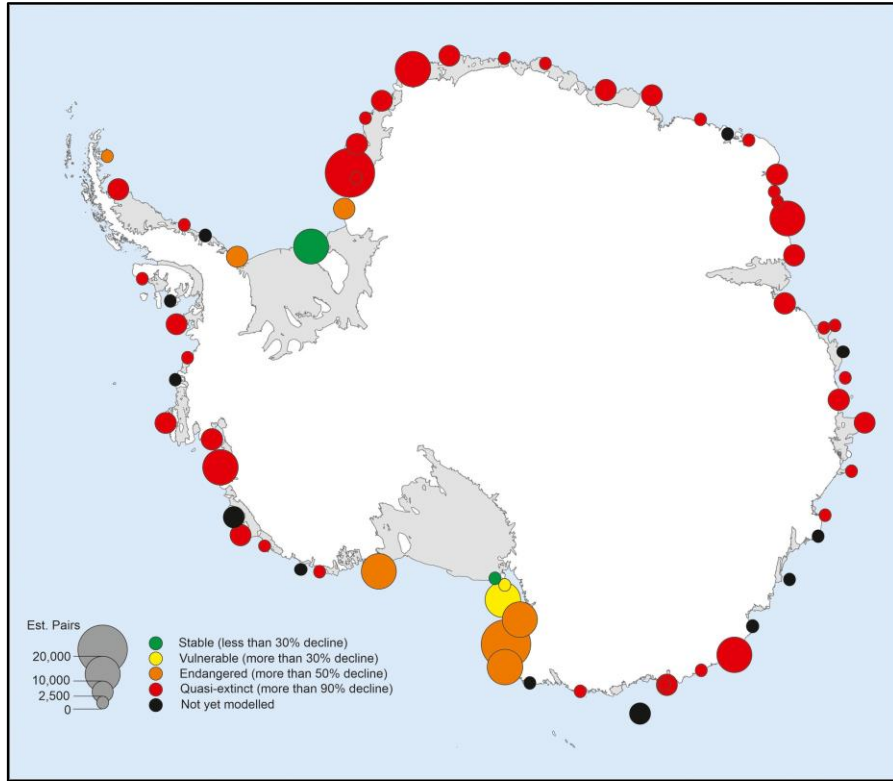 Est. Pairs
20,000
10,000
2,500
0
Stable (less than 30% decline)
Vulnerable (more than 30% decline)
Endangered (more than 50% decline)
Quasi-extinct (more than 90% decline)
Not yet modelled